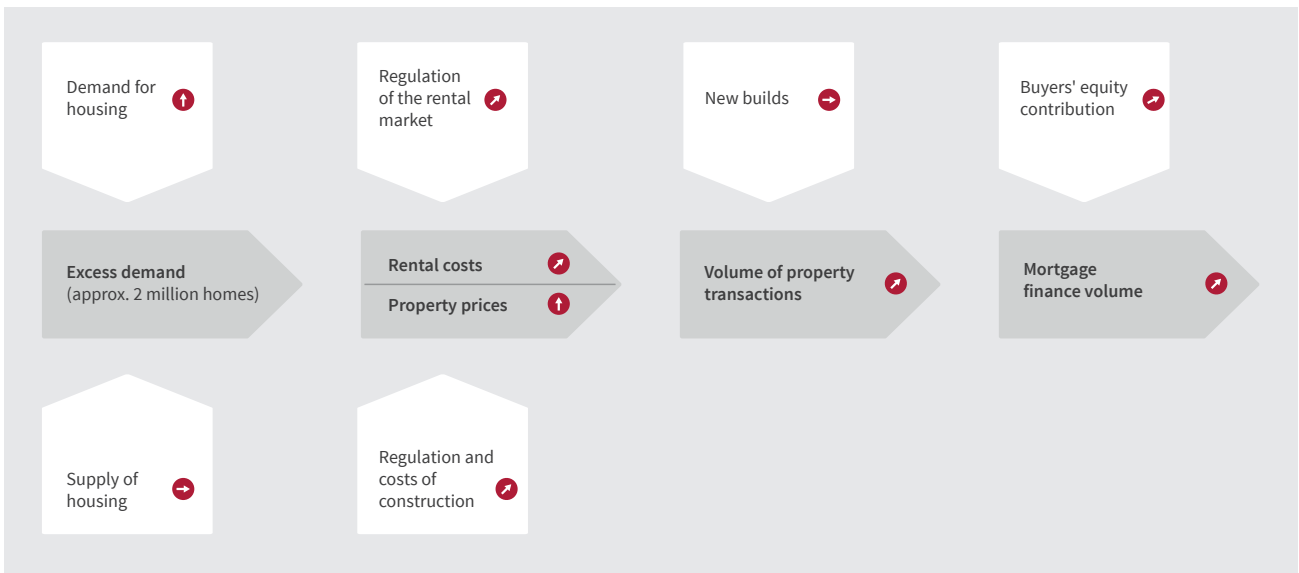 Demand for
housing
Regulation
of the rental
market
New builds
Buyers' equity
contribution
Excess demand
(approx. 2 million homes)
Rental costs
Property prices
Volume of property
transactions
Mortgage
finance volume
Supply of
housing
Regulation and
costs of
construction